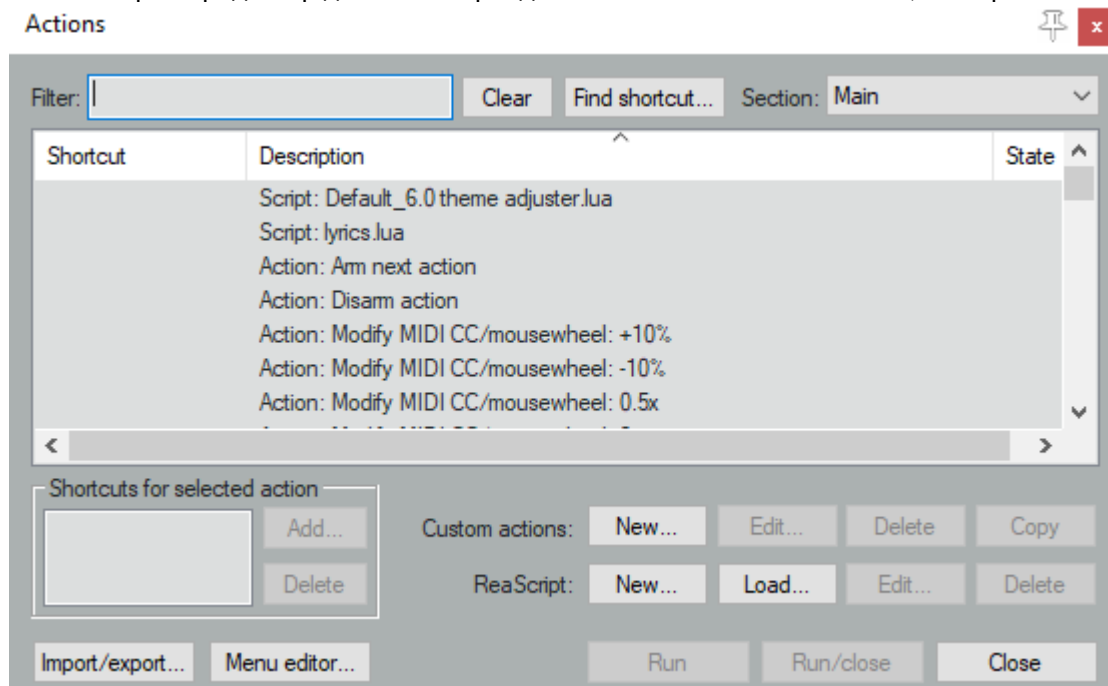 Actions
Filter: Clear Find shortcut... Section: Main
Shortcut Description State
Script: Default_6.0 theme adjuster.lua
Script: lyrics.lua
Action: Arm next action
Action: Disarm action
Action: Modify MIDI CC/mousewheel: +10%
Action: Modify MIDI CC/mousewheel: -10%
Action: Modify MIDI CC/mousewheel: 0.5x
Shortcuts for selected action
Add... Custom actions: New... Edit... Delete Copy
Delete ReaScript: New... Load... Edit... Delete
Import/export... Menu editor... Run Run/close Close